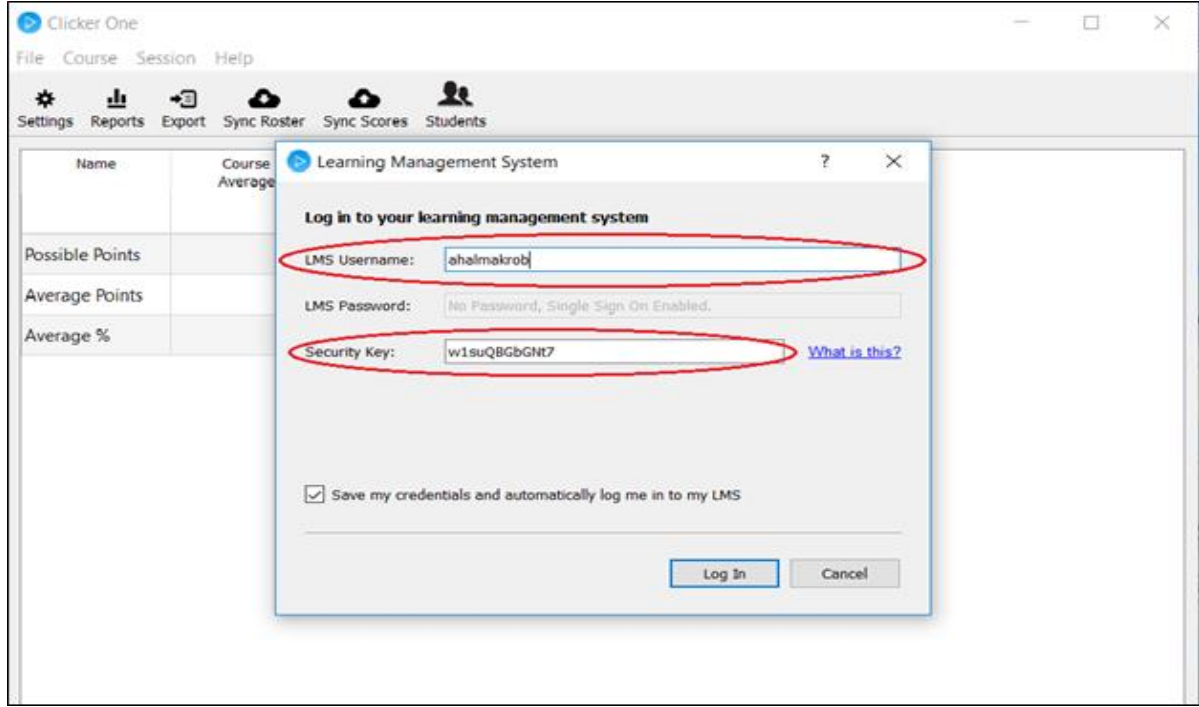 Clicker One
File Course Session Help
Settings Reports Export Sync Roster Sync Scores Students
Name Course
Average
Possible Points
Average Points
Average %
Learning Management System ?
Log in to your learning management system
LMS Username: ahalmakrob
LMS Password: No Password, Single Sign On Enabled.
Security Key: w1suQBGbGNt7 What is this?
Save my credentials and automatically log me in to my LMS
Log In Cancel